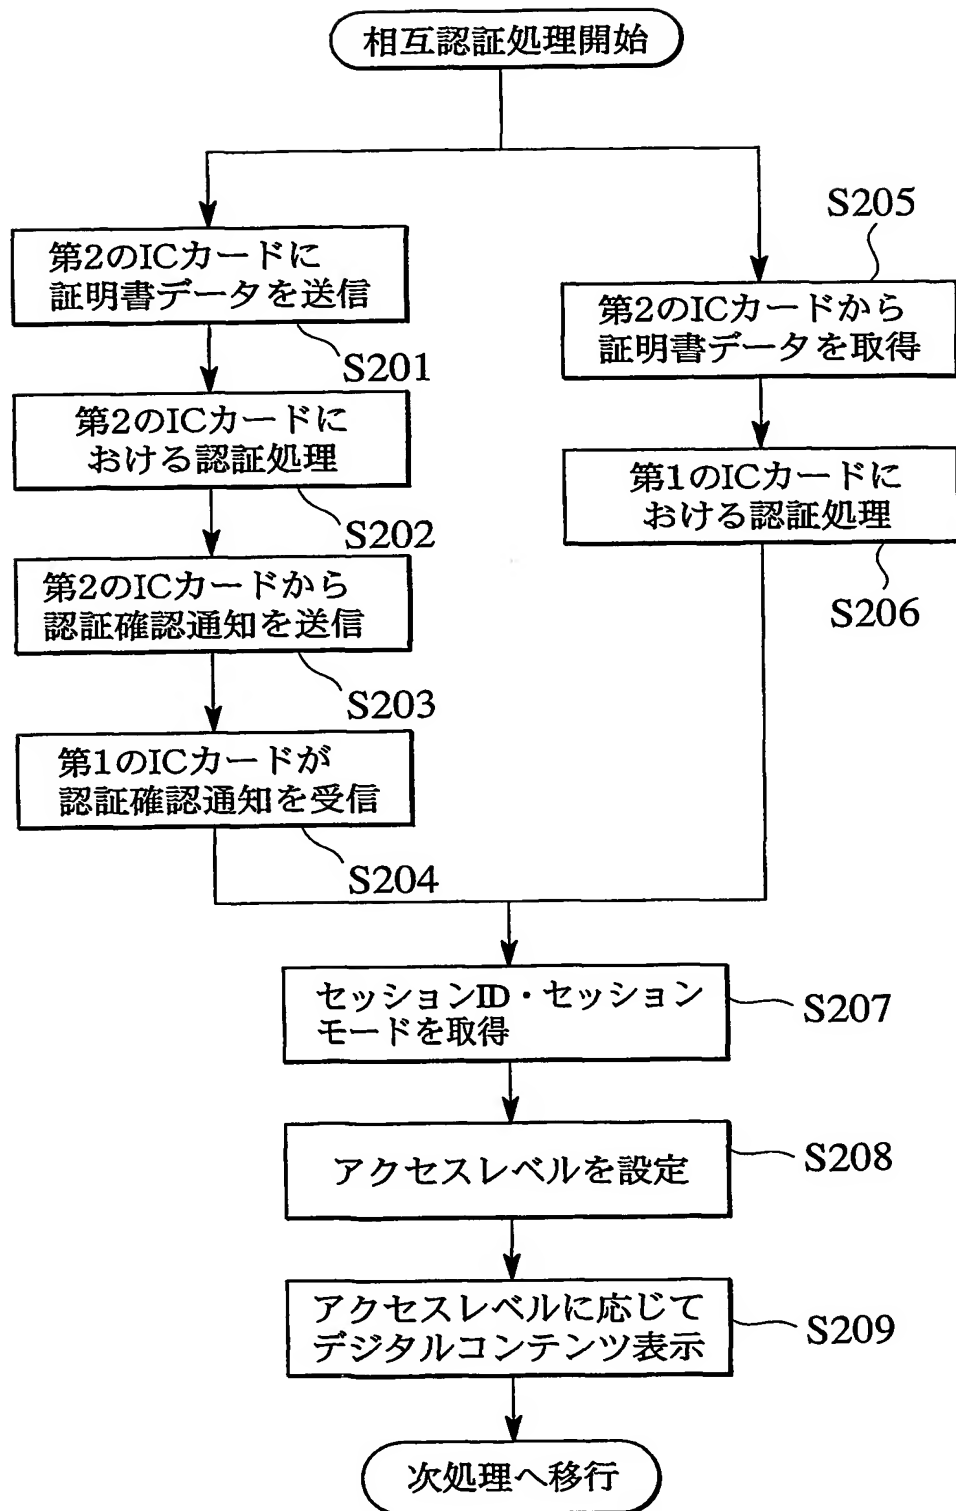 相互認証処理開始
第2のICカードに
証明書データを送信
S201
第2のICカードに
おける認証処理
S202
第2のICカードから
認証確認通知を送信
S203
第1のICカードが
認証確認通知を受信
S204
S205
第2のICカードから
証明書データを取得
第1のICカードに
おける認証処理
S206
セッションID・セッション
モードを取得
S207
アクセスレベルを設定
S208
アクセスレベルに応じて
デジタルコンテンツ表示
S209
次処理へ移行